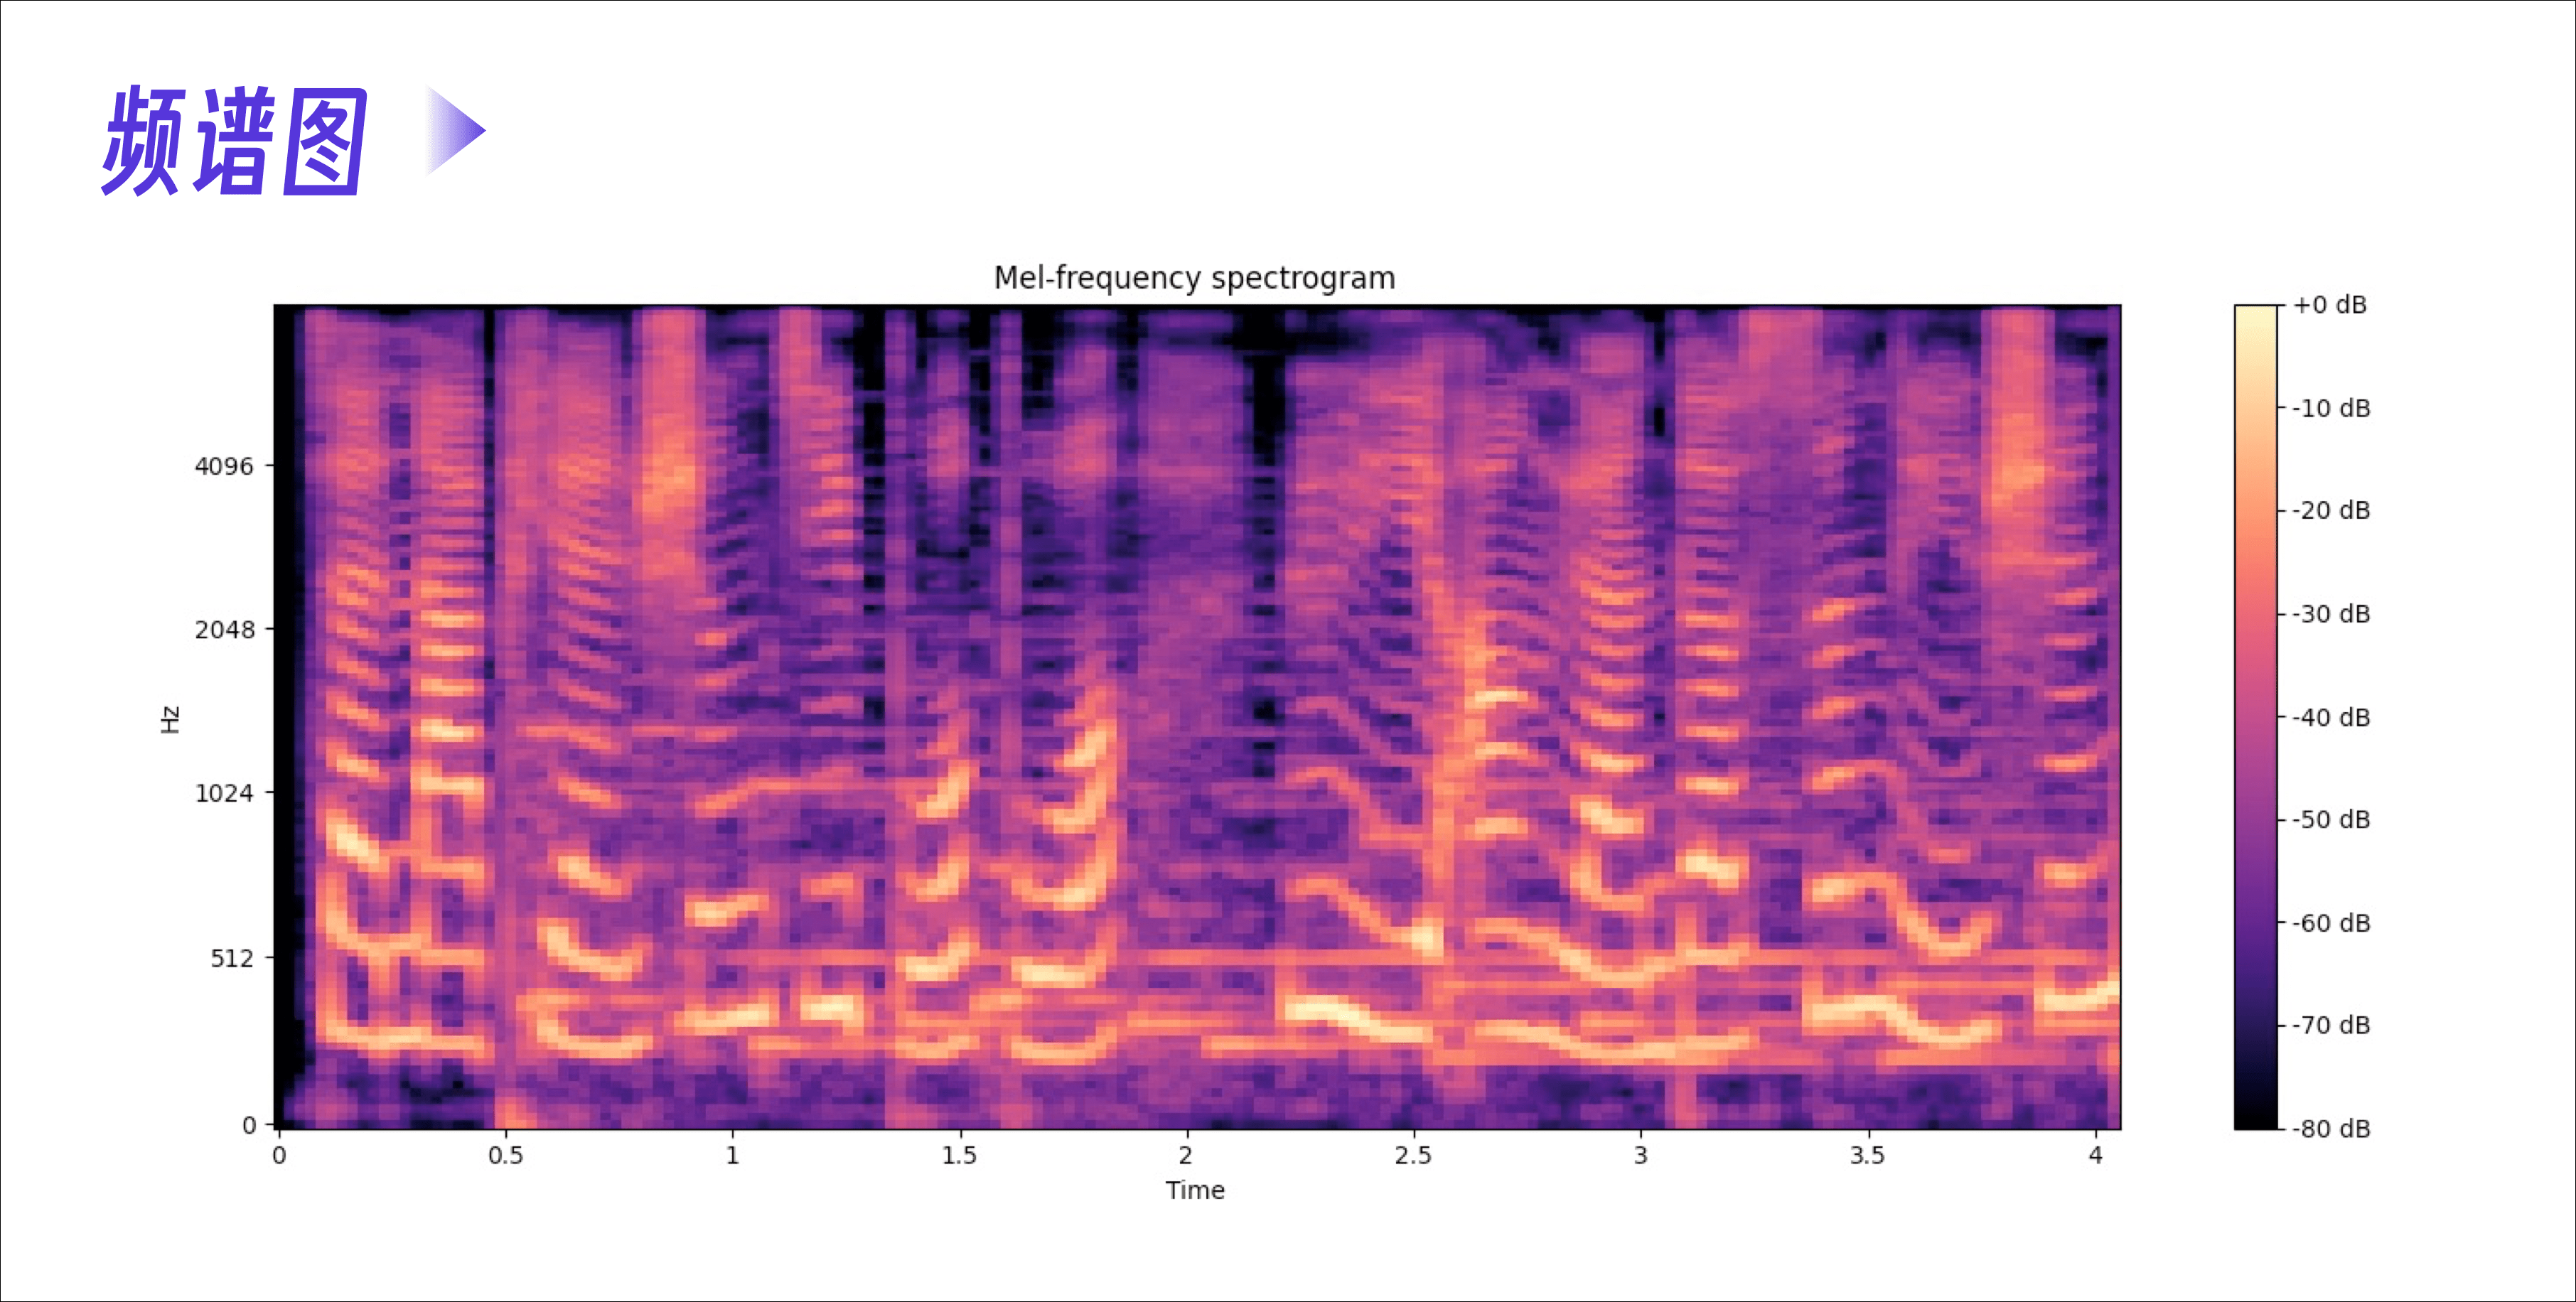 频谱图
Mel-frequency spectrogram
+0 dB
-10 dB
-20 dB
-30 dB
-40 dB
-50 dB
-60 dB
-70 dB
-80 dB
4096
2048
1024
512
0
Hz
0 0.5 1 1.5 2 2.5 3 3.5 4
Time